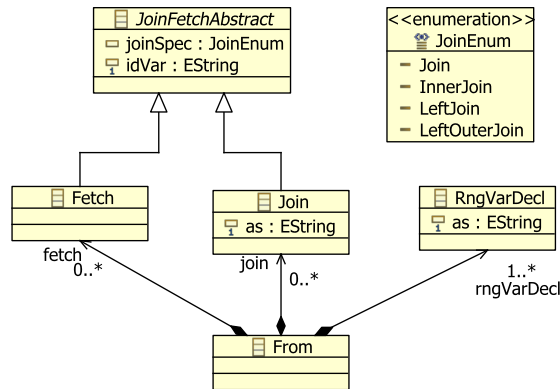 JoinFetchAbstract
joinSpec : JoinEnum
idVar : EString
<<enumeration>>
JoinEnum
Join
InnerJoin
LeftJoin
LeftOuterJoin
Fetch
Join
as : EString
RngVarDecl
as : EString
fetch
0..*
join
0..*
1..*
rngVarDecl
From